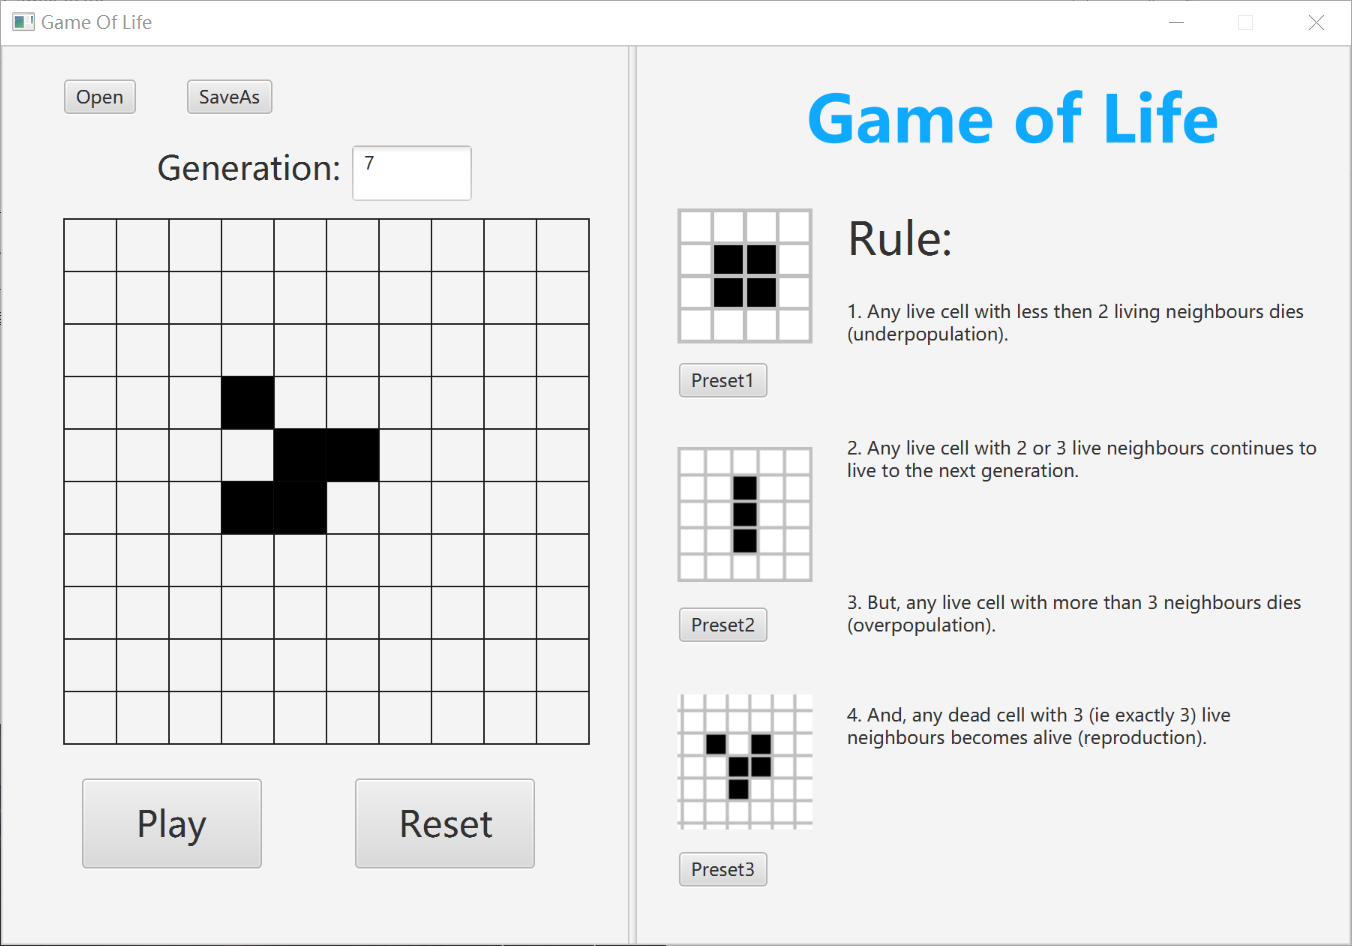 Game Of Life
Open
SaveAs
Generation:
7
Play
Reset
Game of Life
Rule:
1. Any live cell with less then 2 living neighbours dies
(underpopulation).
Preset1
2. Any live cell with 2 or 3 live neighbours continues to
live to the next generation.
3. But, any live cell with more than 3 neighbours dies
(overpopulation).
Preset2
4. And, any dead cell with 3 (ie exactly 3) live
neighbours becomes alive (reproduction).
Preset3